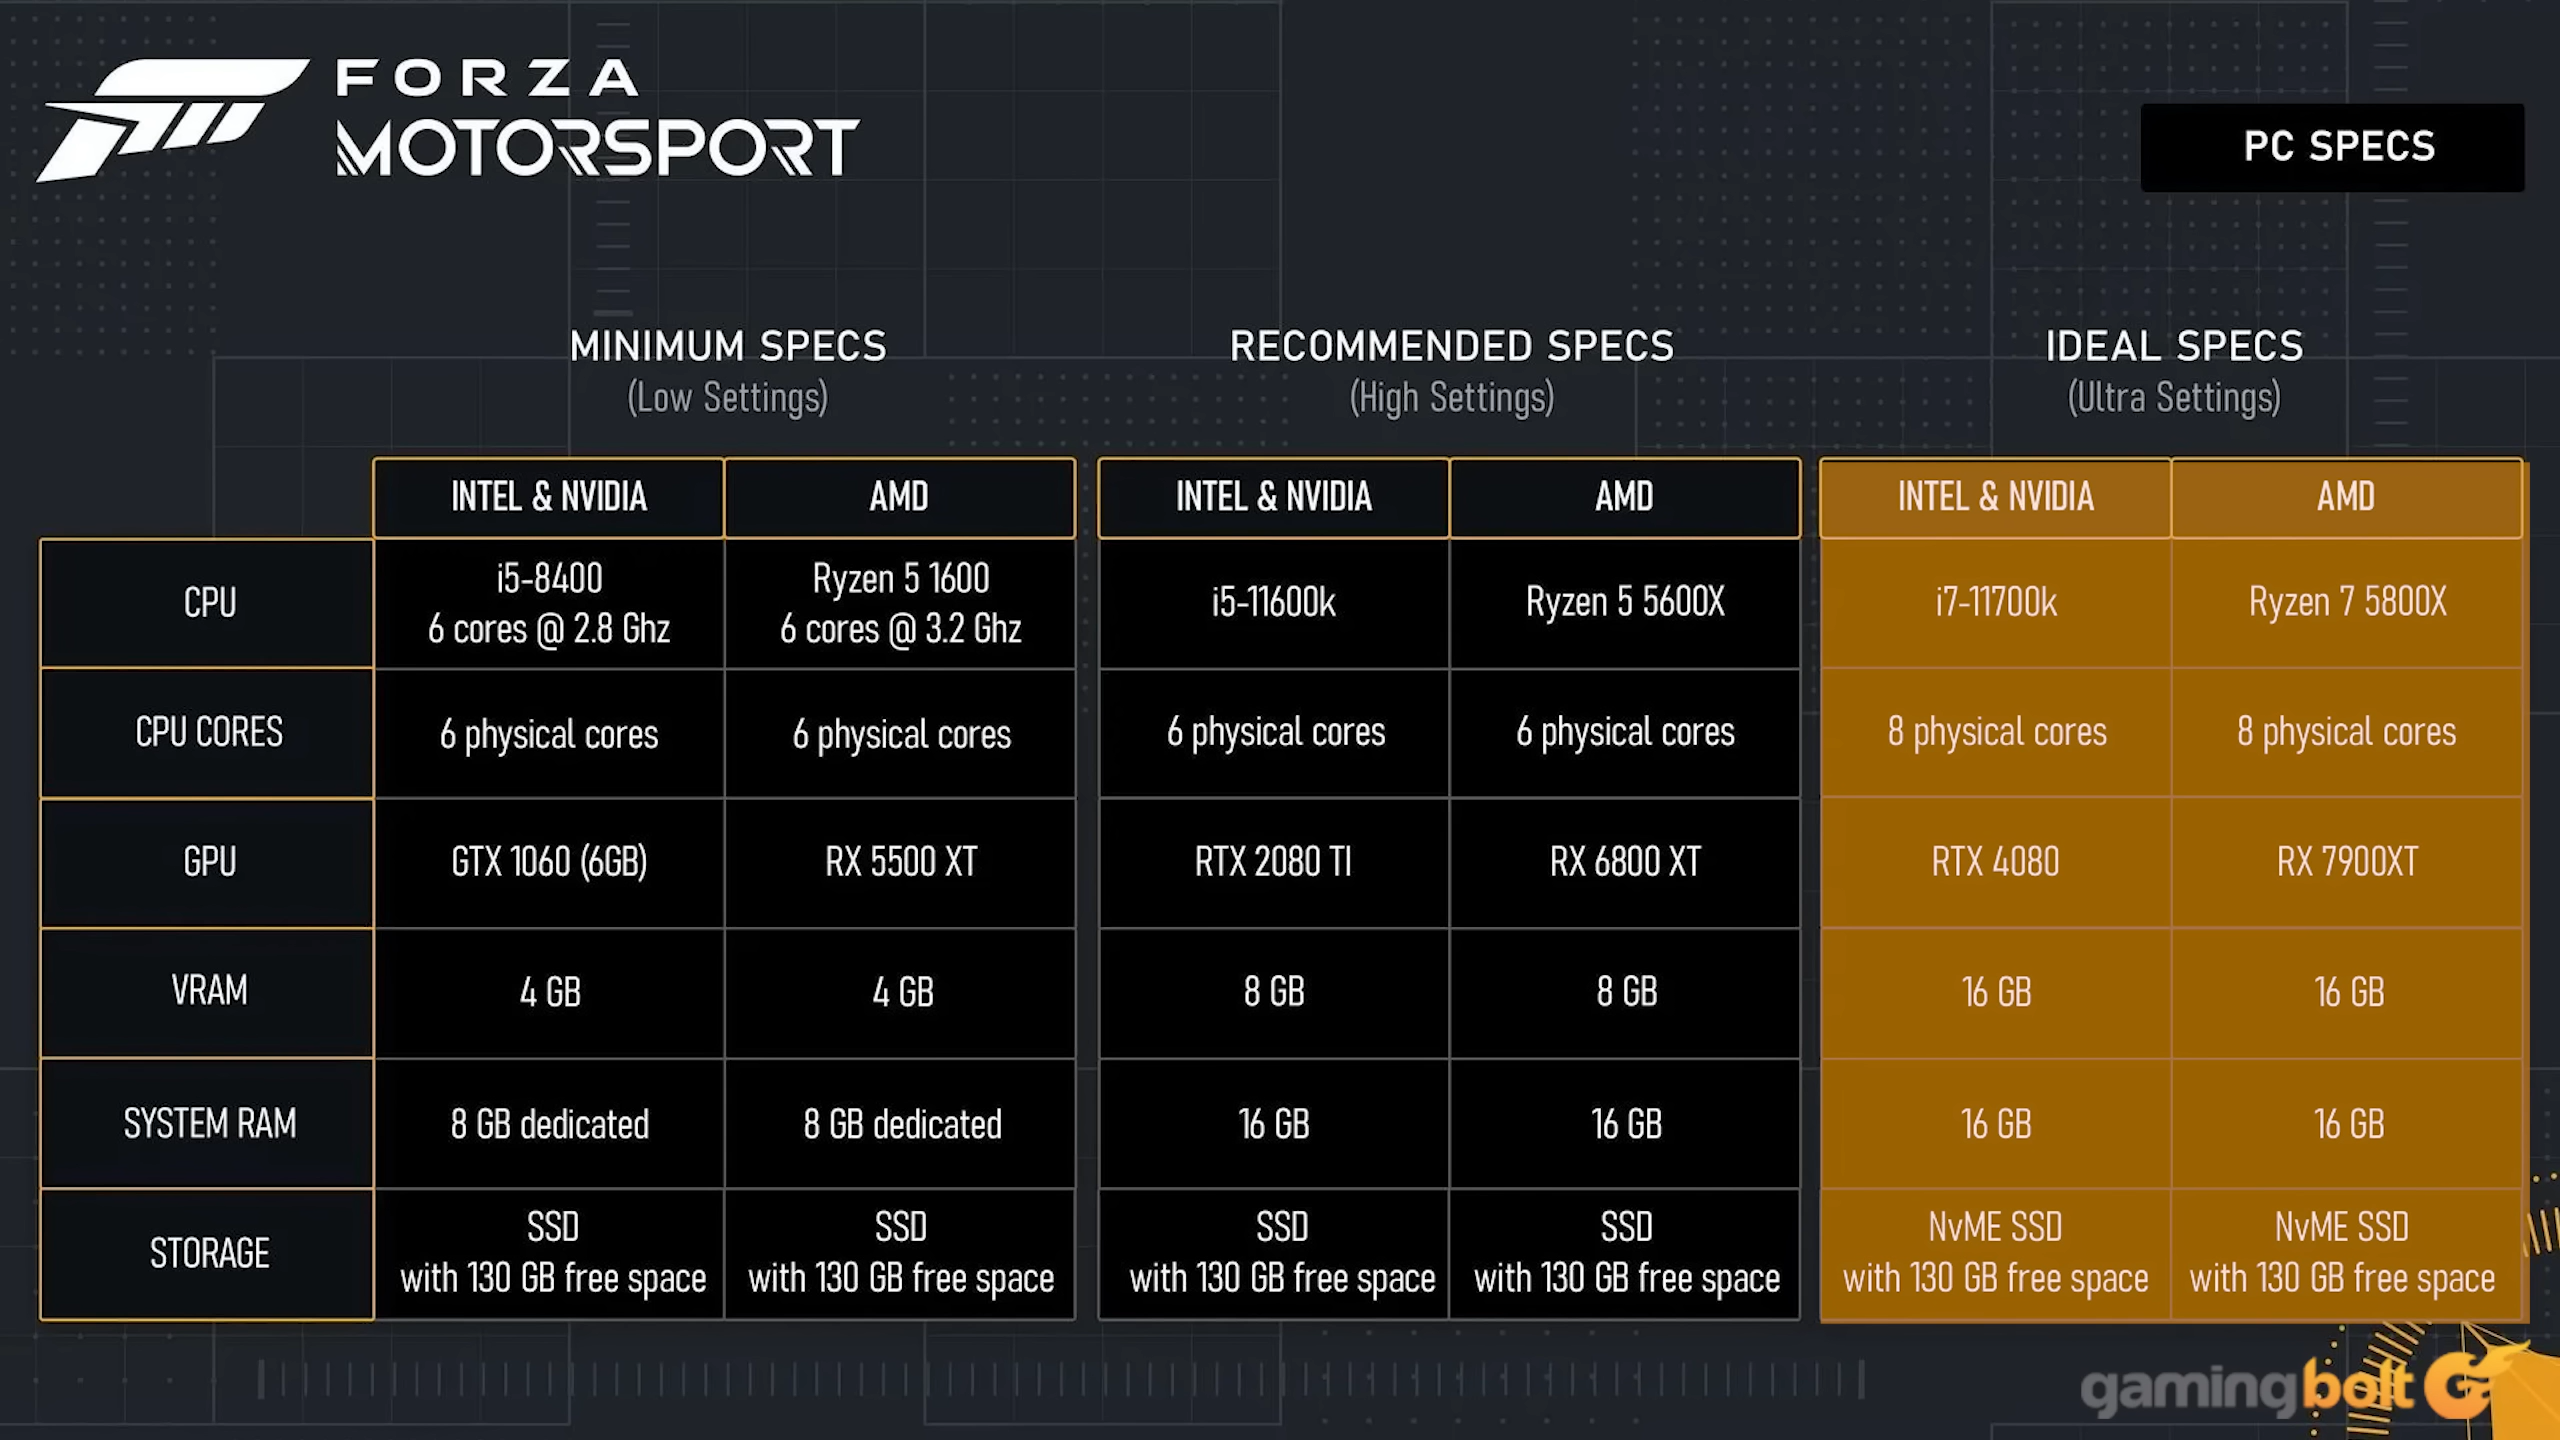 FORZA
MOTORSPORT
PC SPECS
MINIMUM SPECS
(Low Settings)
RECOMMENDED SPECS
(High Settings)
IDEAL SPECS
(Ultra Settings)
INTEL & NVIDIA
AMD
INTEL & NVIDIA
AMD
INTEL & NVIDIA
AMD
CPU
i5-8400
6 cores @ 2.8 Ghz
Ryzen 5 1600
6 cores @ 3.2 Ghz
i5-11600k
Ryzen 5 5600X
i7-11700k
Ryzen 7 5800X
CPU CORES
6 physical cores
6 physical cores
6 physical cores
6 physical cores
8 physical cores
8 physical cores
GPU
GTX 1060 (6GB)
RX 5500 XT
RTX 2080 TI
RX 6800 XT
RTX 4080
RX 7900XT
VRAM
4 GB
4 GB
8 GB
8 GB
16 GB
16 GB
SYSTEM RAM
8 GB dedicated
8 GB dedicated
16 GB
16 GB
16 GB
16 GB
STORAGE
SSD
with 130 GB free space
SSD
with 130 GB free space
SSD
with 130 GB free space
SSD
with 130 GB free space
NvME SSD
with 130 GB free space
NvME SSD
with 130 GB free space
gamingbolt